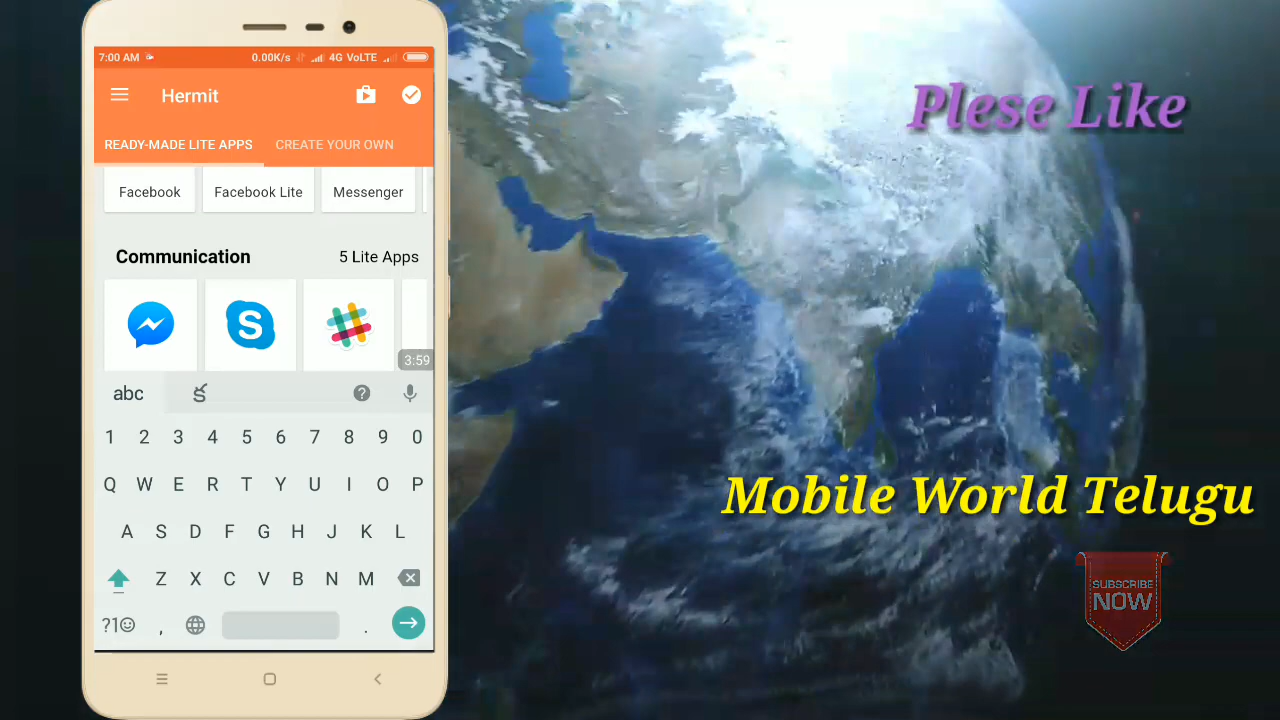 7:00 AM 0.00K/s 4G VoLTE
Hermit
READY-MADE LITE APPS CREATE YOUR OWN
Facebook Facebook Lite Messenger
Communication 5 Lite Apps
S
3:59
abc క
1 2 3 4 5 6 7 8 9 0
Q W E R T Y U I O P
A S D F G H J K L
Z X C V B N M
?1☺ , .
Plese Like
Mobile World Telugu
SUBSCRIBE
NOW